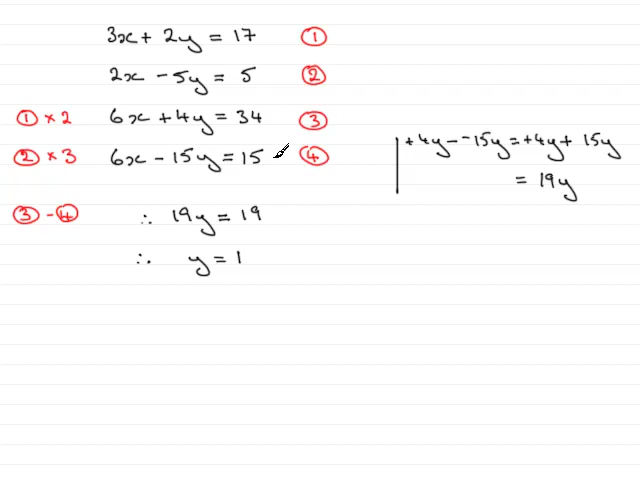 3x + 2y = 17 ①
2x - 5y = 5 ②
① × 2 6x + 4y = 34 ③
② × 3 6x - 15y = 15 ④
+4y - -15y = +4y + 15y
= 19y
③ - ④ ∴ 19y = 19
∴ y = 1